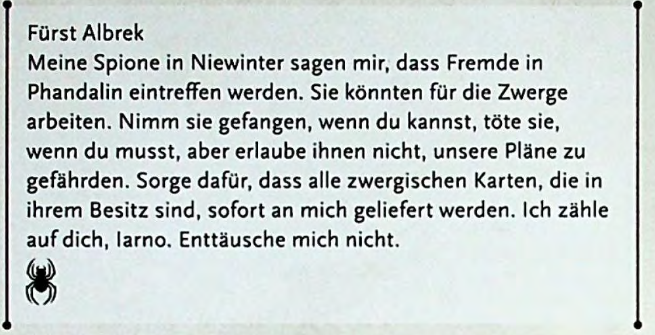 Fürst Albrek
Meine Spione in Niewinter sagen mir, dass Fremde in
Phandalin eintreffen werden. Sie könnten für die Zwerge
arbeiten. Nimm sie gefangen, wenn du kannst, töte sie,
wenn du musst, aber erlaube ihnen nicht, unsere Pläne zu
gefährden. Sorge dafür, dass alle zwergischen Karten, die in
ihrem Besitz sind, sofort an mich geliefert werden. Ich zähle
auf dich, Iarno. Enttäusche mich nicht.